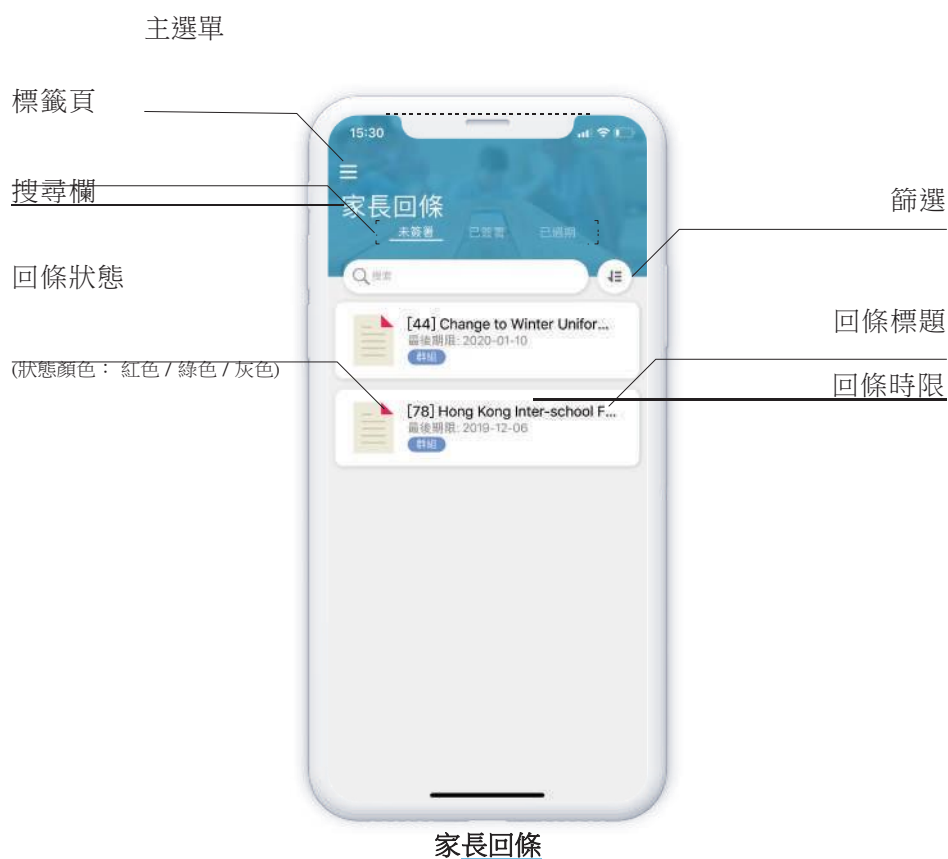 主選單
標籤頁
搜尋欄
回條狀態
(狀態顏色： 紅色 / 綠色 / 灰色)
15:30
家長回條
未簽署 已簽署 已過期
搜索
[44] Change to Winter Unifor...
最後期限: 2020-01-10
群組
[78] Hong Kong Inter-school F...
最後期限: 2019-12-06
群組
篩選
回條標題
回條時限
家長回條